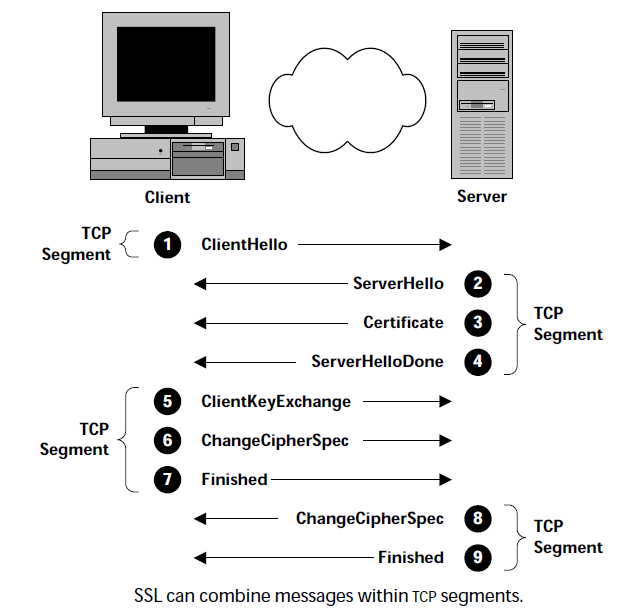 Client
Server
TCP
Segment
1 ClientHello
ServerHello 2
Certificate 3
ServerHelloDone 4
TCP
Segment
TCP
Segment
5 ClientKeyExchange
6 ChangeCipherSpec
7 Finished
ChangeCipherSpec 8
Finished 9
TCP
Segment
SSL can combine messages within TCP segments.